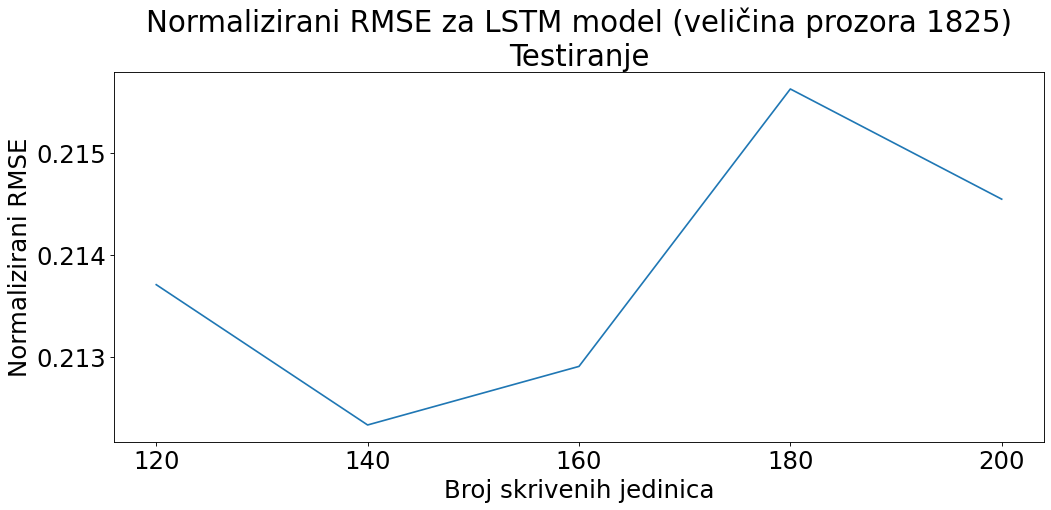 Normalizirani RMSE za LSTM model (veličina prozora 1825)
Testiranje
Normalizirani RMSE
0.215
0.214
0.213
120 140 160 180 200
Broj skrivenih jedinica